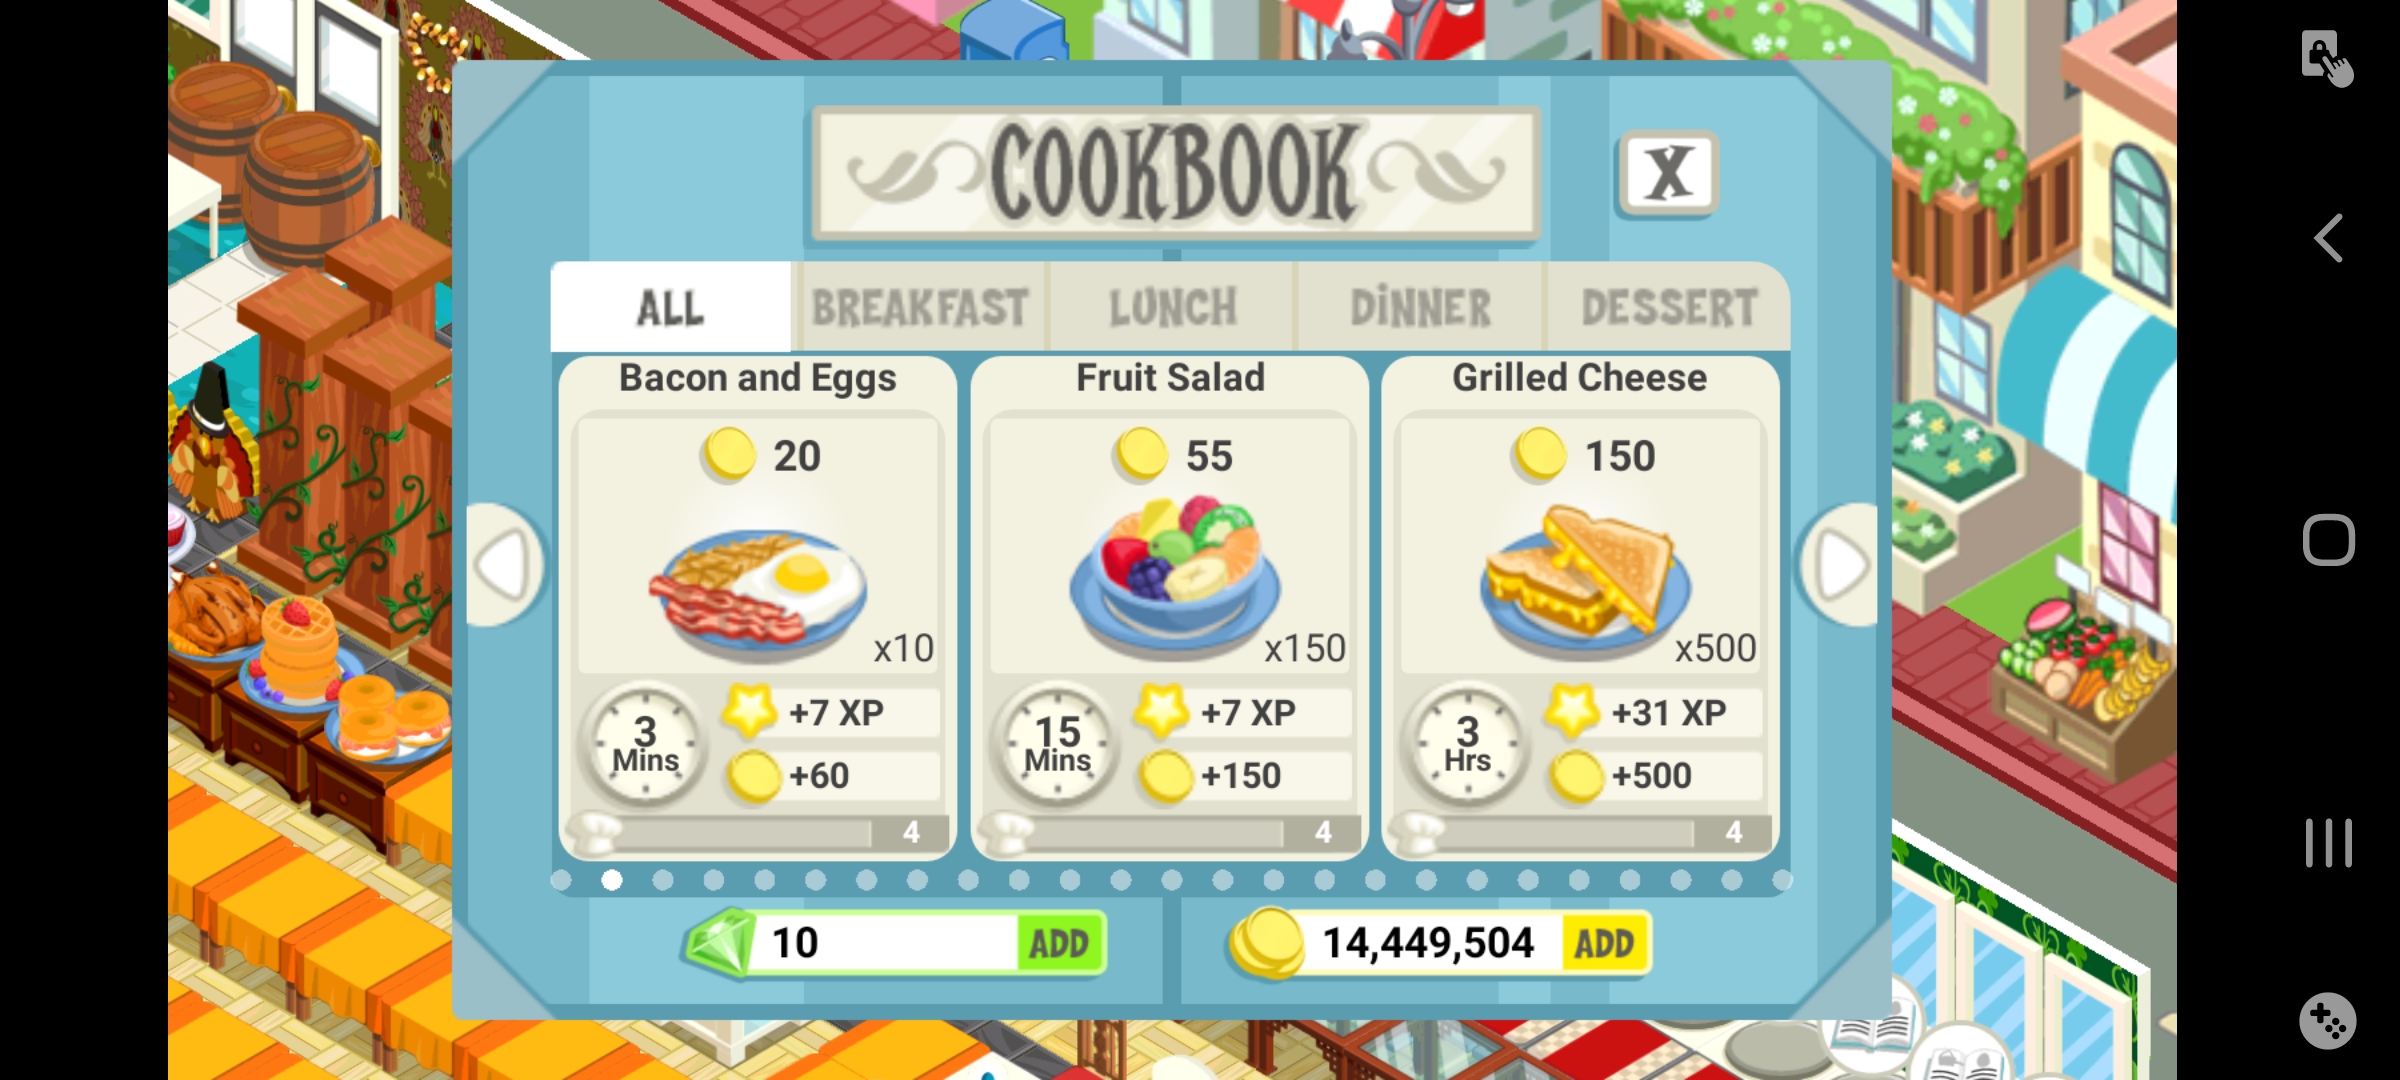 COOKBOOK
X
ALL BREAKFAST LUNCH DINNER DESSERT
Bacon and Eggs
20
x10
3 Mins
+7 XP
+60
4
Fruit Salad
55
x150
15 Mins
+7 XP
+150
4
Grilled Cheese
150
x500
3 Hrs
+31 XP
+500
4
10 ADD
14,449,504 ADD